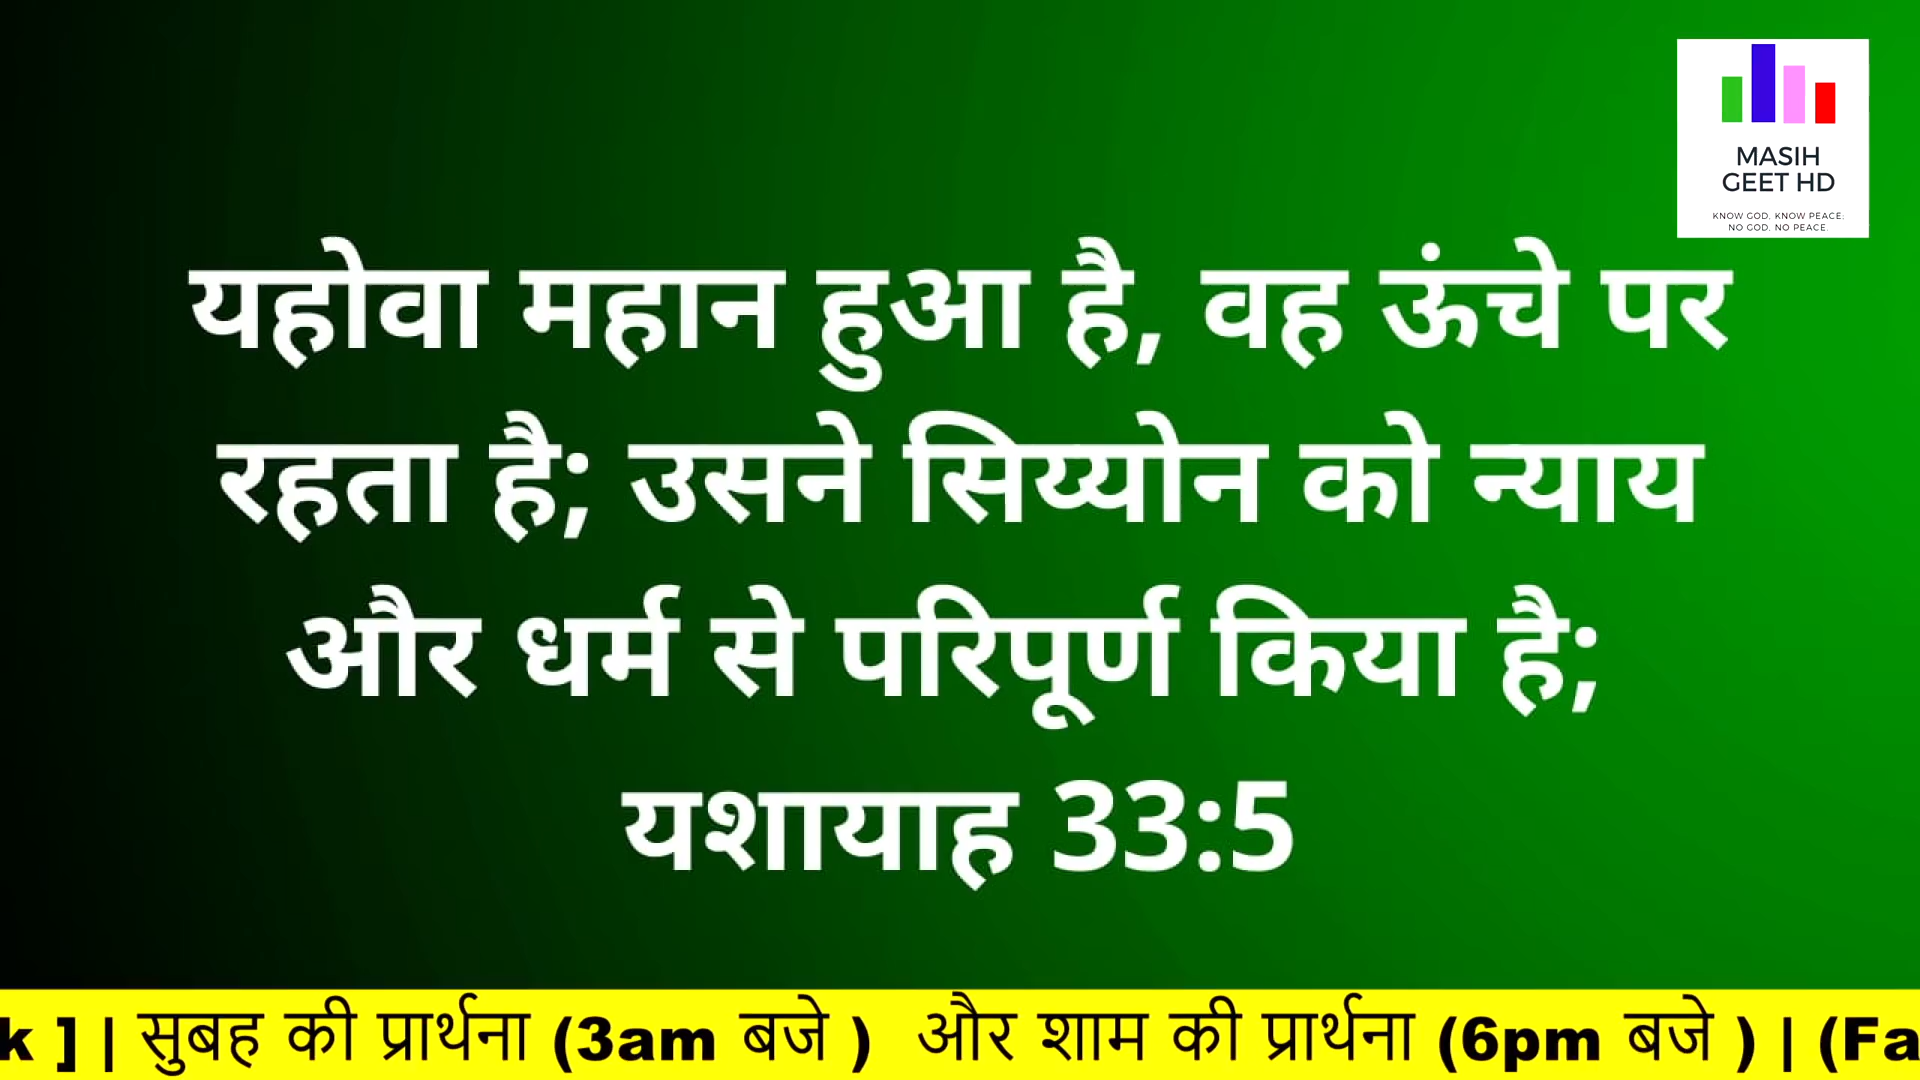 MASIH
GEET HD
KNOW GOD. KNOW PEACE;
NO GOD. NO PEACE.
यहोवा महान हुआ है, वह ऊंचे पर
रहता है; उसने सिय्योन को न्याय
और धर्म से परिपूर्ण किया है;
यशायाह 33:5
k ] | सुबह की प्रार्थना (3am बजे ) और शाम की प्रार्थना (6pm बजे ) | (Fa